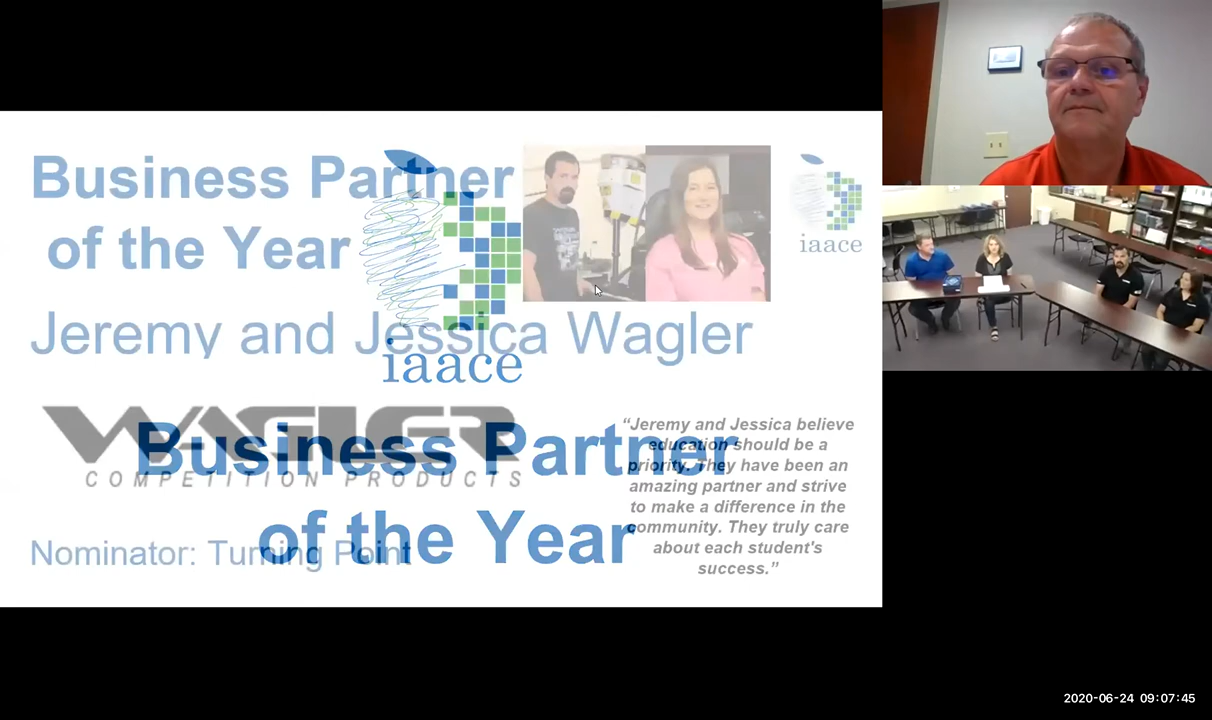 Business Partner
of the Year
iaace
Jeremy and Jessica Wagler
iaace
WAGLER
COMPETITION PRODUCTS
Business Partner
of the Year
Nominator: Turning Point
“Jeremy and Jessica believe
education should be a
priority. They have been an
amazing partner and strive
to make a difference in the
community. They truly care
about each student's
success.”
2020-06-24 09:07:45